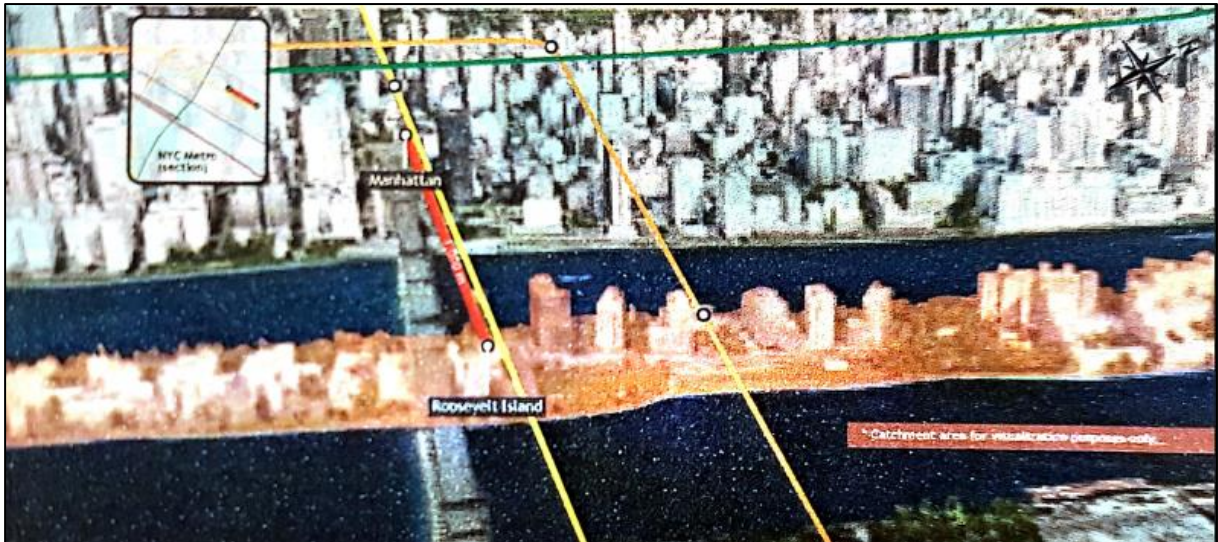 NYC Metro
(section)
Manhattan
Roosevelt Island
* Catchment area for visualization purposes only.